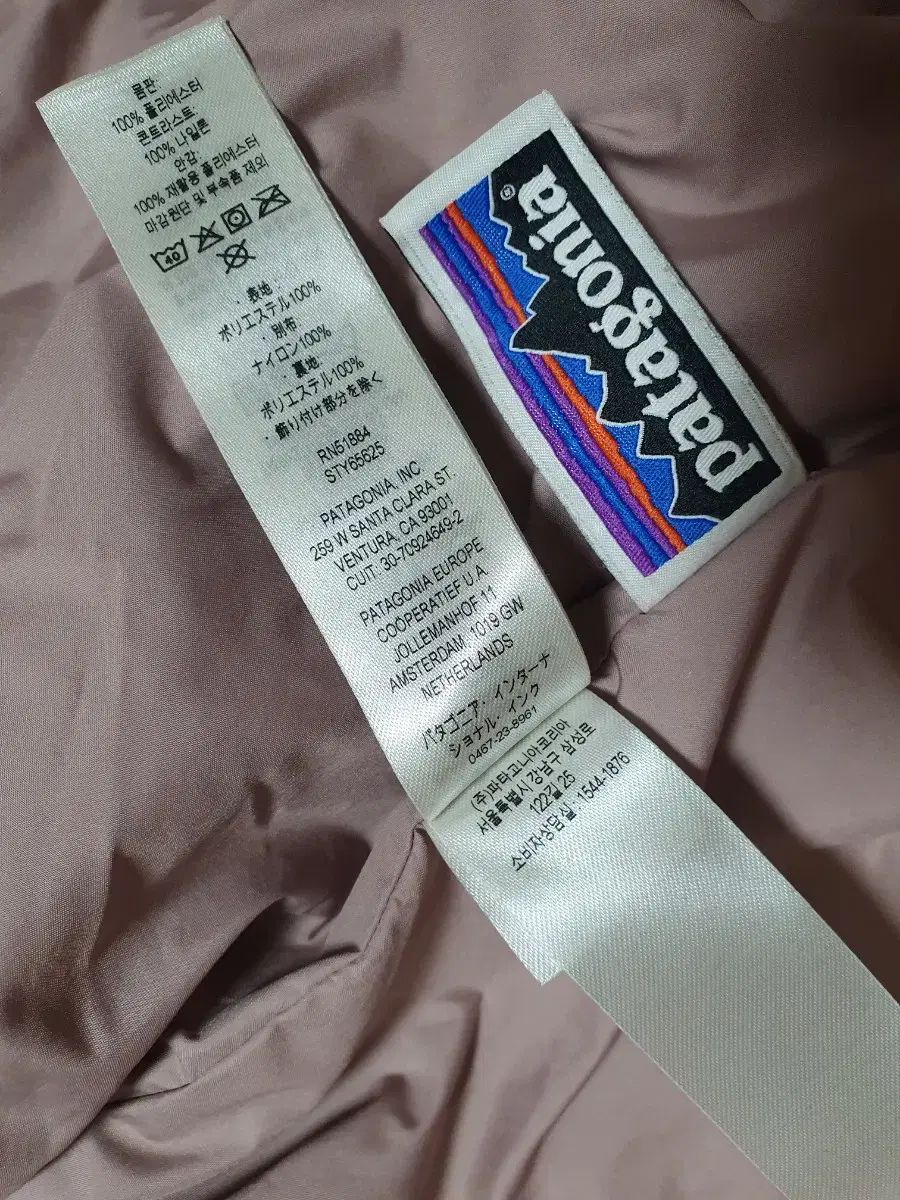 몸판:
100% 폴리에스터
콘트라스트:
100% 나일론
안감:
100% 재활용 폴리에스터
마감원단 및 부속품 제외
40
・表地
ポリエステル100%
・別布
ナイロン100%
・裏地
ポリエステル100%
・飾り付け部分を除く
RN51884
STY65625
PATAGONIA, INC
259 W SANTA CLARA ST
VENTURA, CA 93001
CUIT. 30-70924649-2
PATAGONIA EUROPE
COOPERATIEF U.A.
JOLLEMANHOF 11
AMSTERDAM, 1019 GW
NETHERLANDS
パタゴニア・インターナ
ショナル・インク
0467-23-8961
(주)파타고니아코리아
서울특별시 강남구 삼성로
122길 25
소비자상담실: 1544-1876
patagonia®